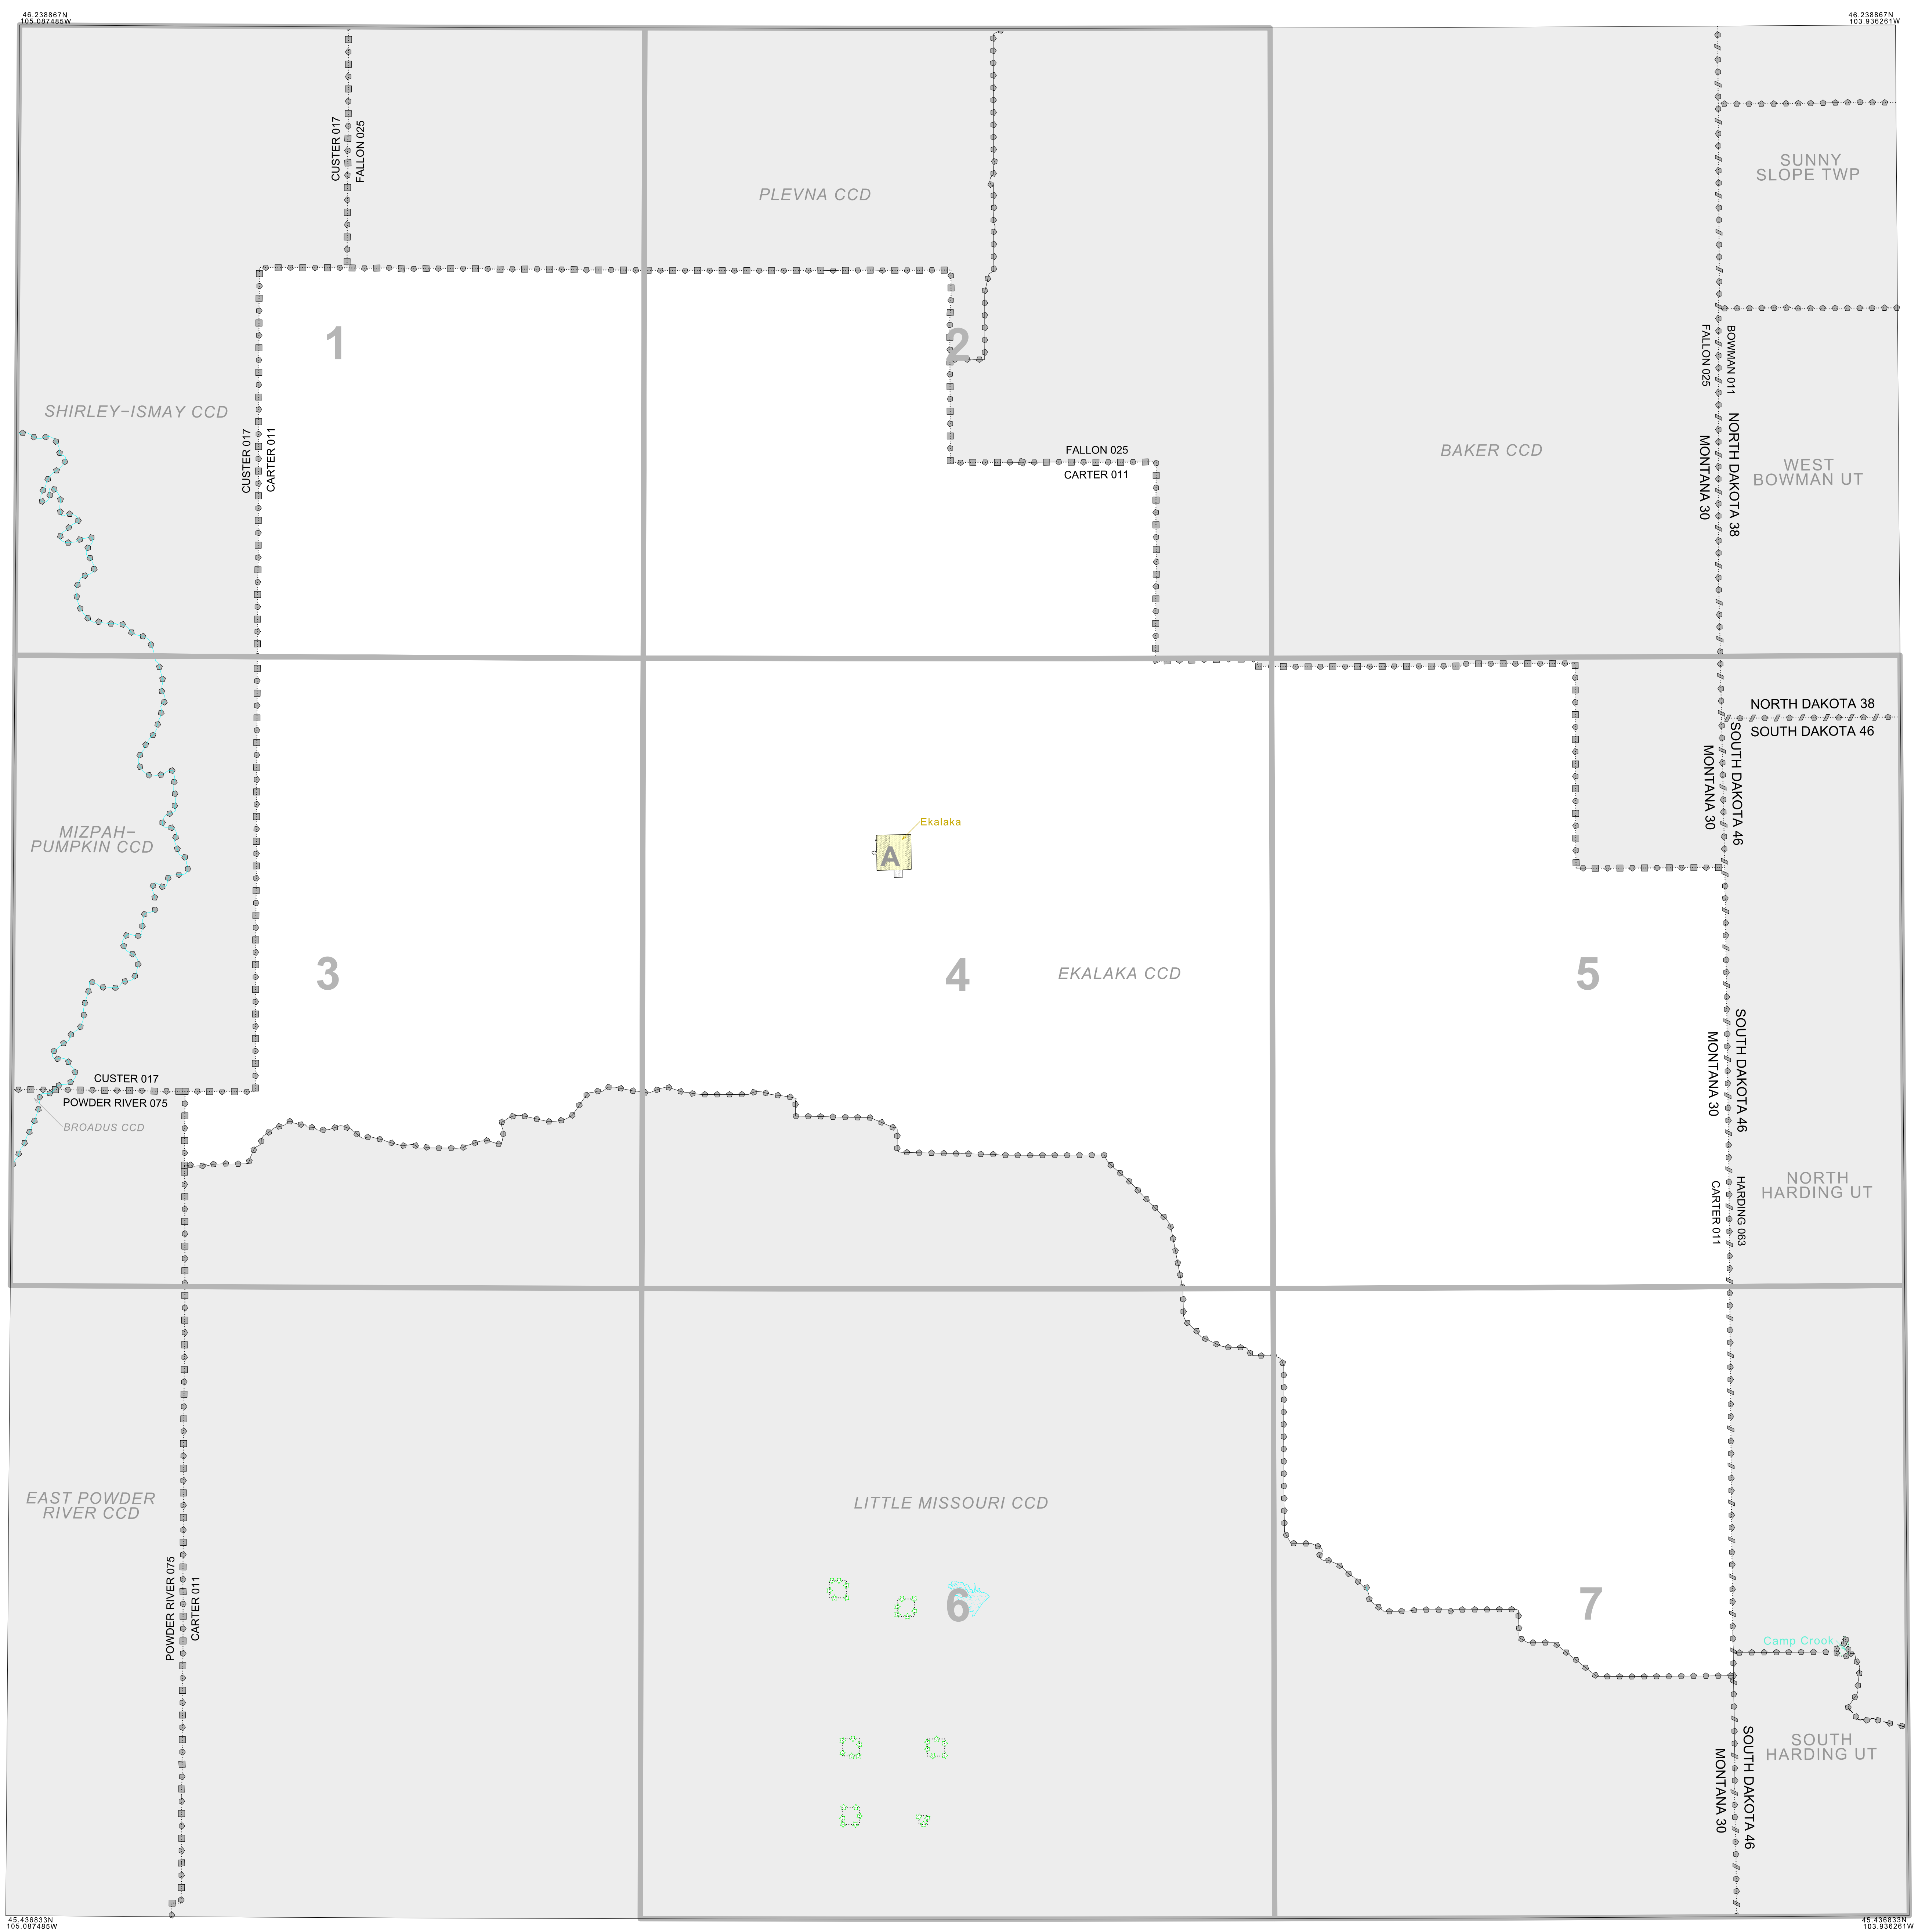 46.238867N
105.087485W
46.238867N
103.936261W
CUSTER 017
FALLON 025
SUNNY
SLOPE TWP
PLEVNA CCD
1
2
FALLON 025
BOWMAN 011
SHIRLEY-ISMAY CCD
CUSTER 017
CARTER 011
FALLON 025
CARTER 011
BAKER CCD
MONTANA 30
NORTH DAKOTA 38
WEST
BOWMAN UT
NORTH DAKOTA 38
SOUTH DAKOTA 46
MONTANA 30
SOUTH DAKOTA 46
MIZPAH-
PUMPKIN CCD
Ekalaka
A
3
4
EKALAKA CCD
5
MONTANA 30
SOUTH DAKOTA 46
CUSTER 017
POWDER RIVER 075
BROADUS CCD
CARTER 011
HARDING 063
NORTH
HARDING UT
EAST POWDER
RIVER CCD
LITTLE MISSOURI CCD
POWDER RIVER 075
CARTER 011
6
7
Camp Crook
SOUTH
HARDING UT
MONTANA 30
SOUTH DAKOTA 46
45.436833N
105.087485W
45.436833N
103.936261W